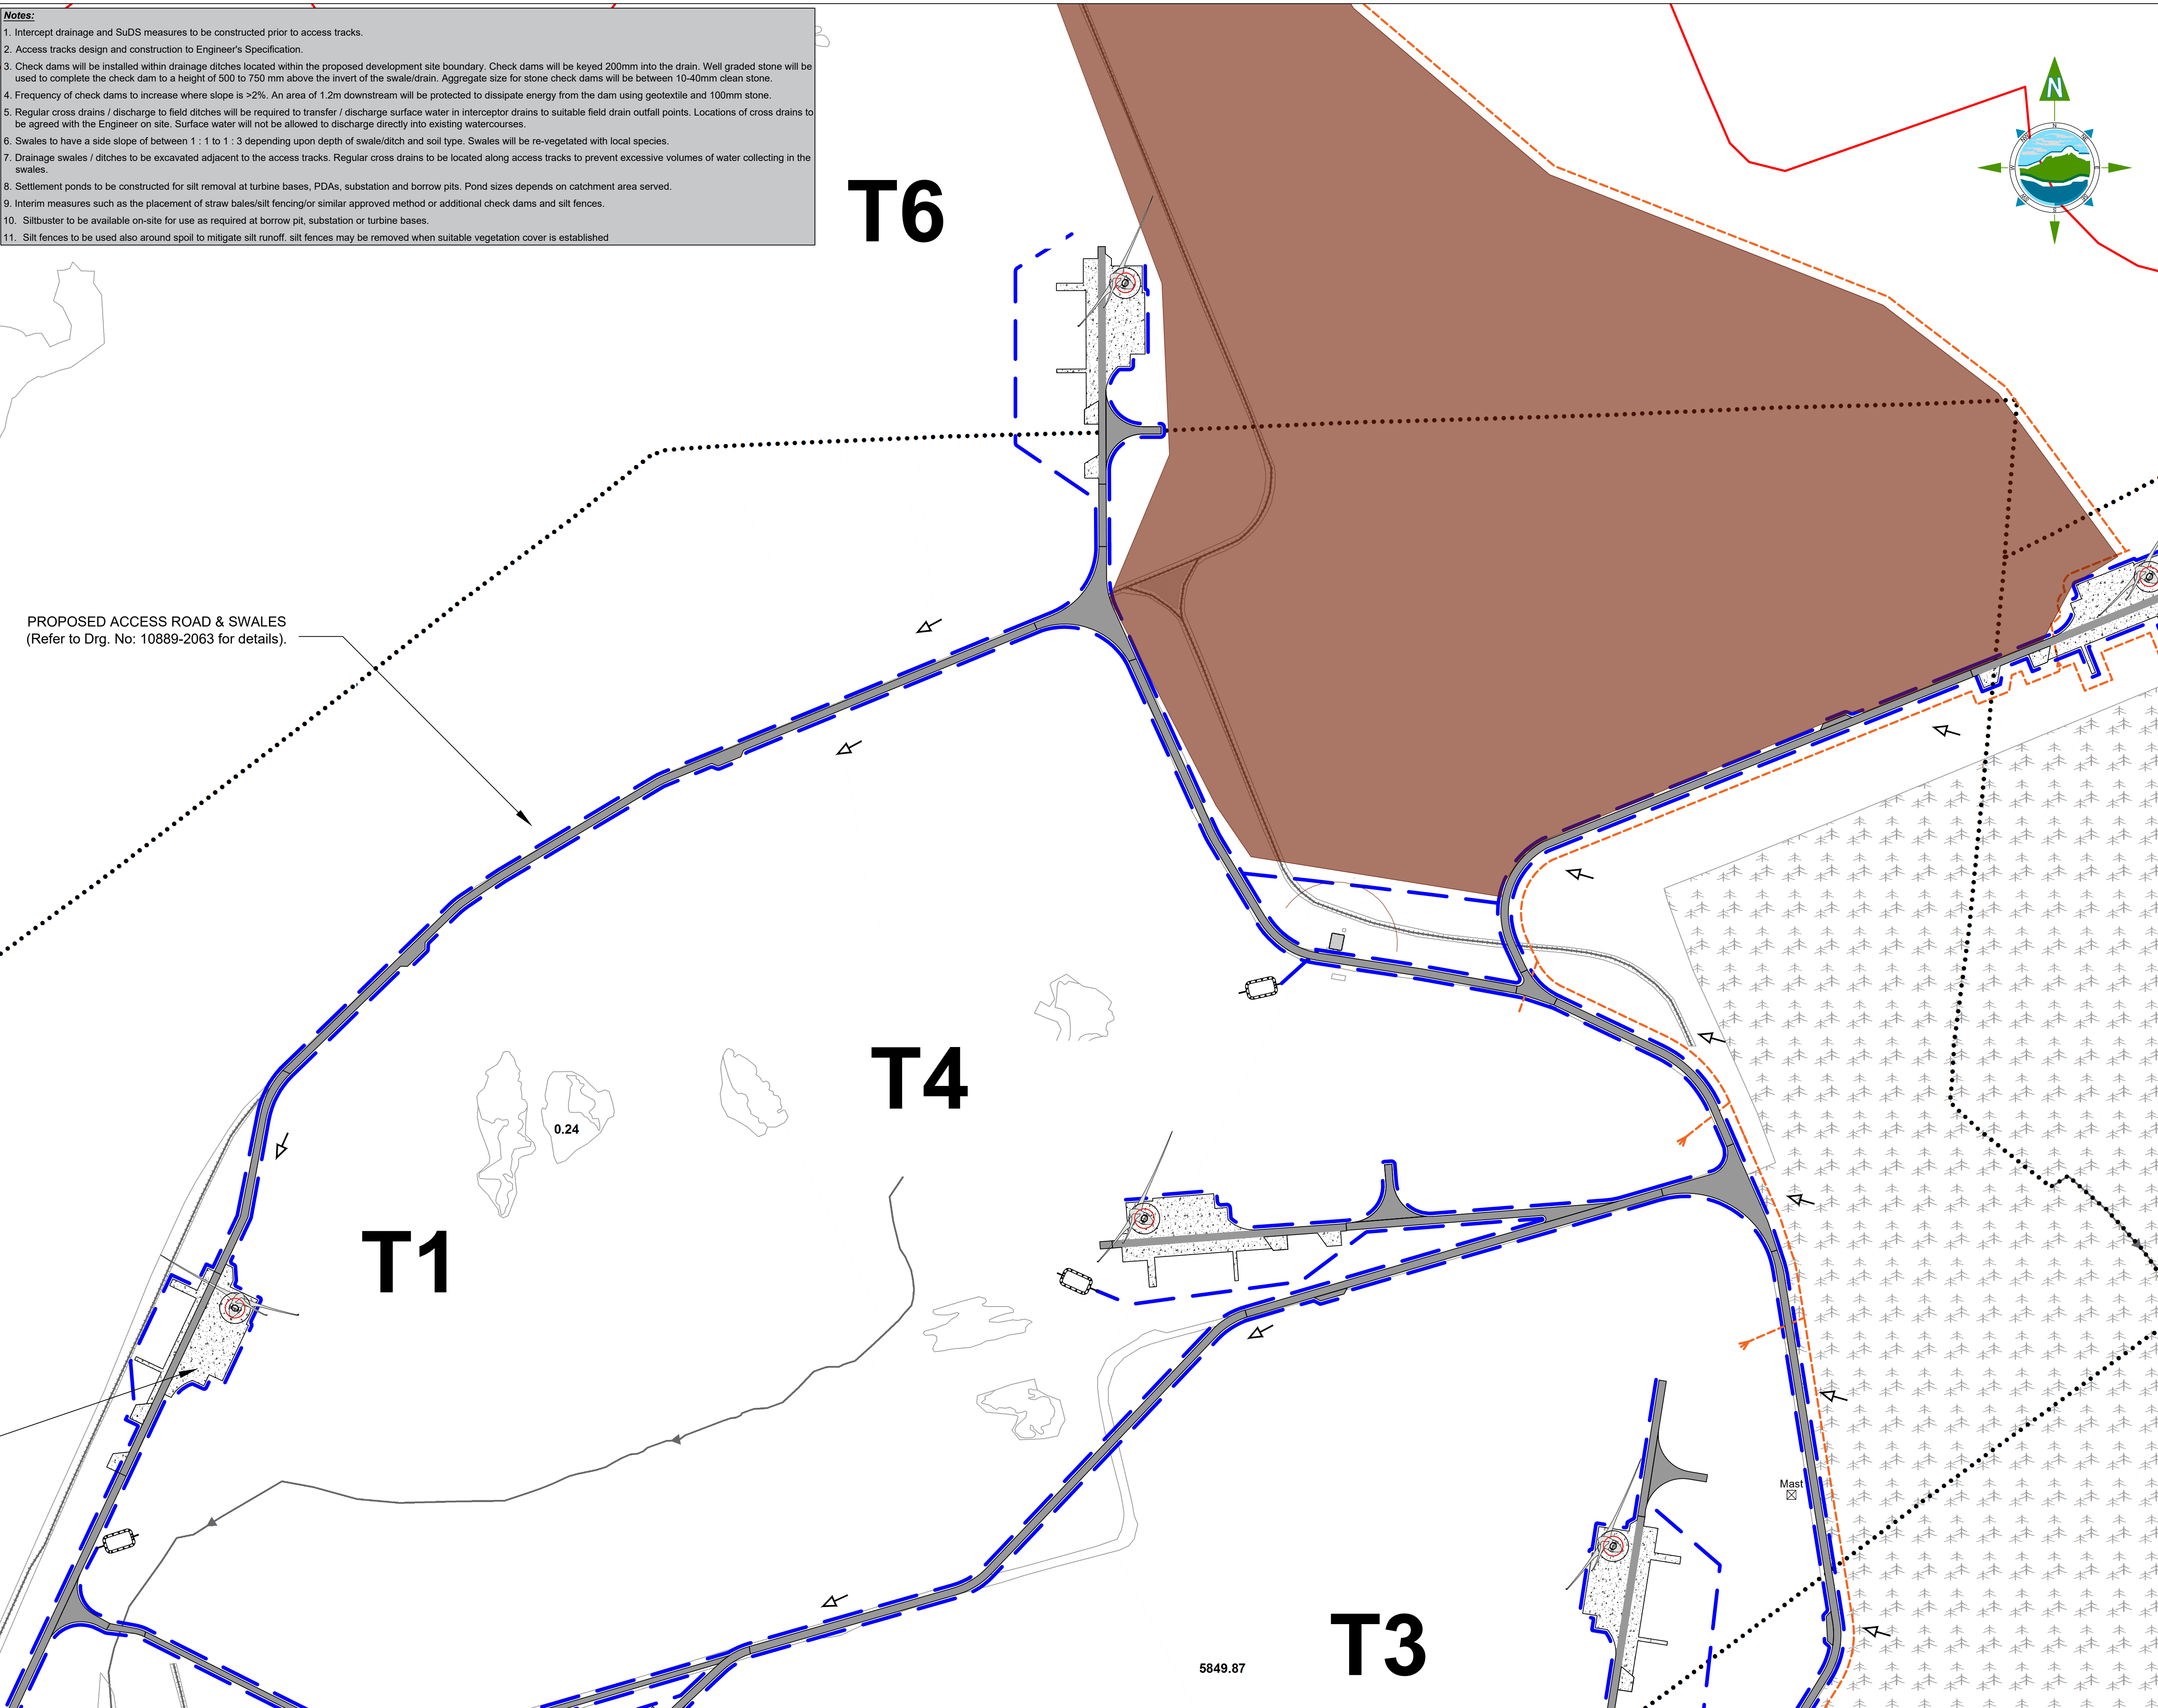 Notes:
1. Intercept drainage and SuDS measures to be constructed prior to access tracks.
2. Access tracks design and construction to Engineer's Specification.
3. Check dams will be installed within drainage ditches located within the proposed development site boundary. Check dams will be keyed 200mm into the drain. Well graded stone will be
used to complete the check dam to a height of 500 to 750 mm above the invert of the swale/drain. Aggregate size for stone check dams will be between 10-40mm clean stone.
4. Frequency of check dams to increase where slope is >2%. An area of 1.2m downstream will be protected to dissipate energy from the dam using geotextile and 100mm stone.
5. Regular cross drains / discharge to field ditches will be required to transfer / discharge surface water in interceptor drains to suitable field drain outfall points. Locations of cross drains to
be agreed with the Engineer on site. Surface water will not be allowed to discharge directly into existing watercourses.
6. Swales to have a side slope of between 1 : 1 to 1 : 3 depending upon depth of swale/ditch and soil type. Swales will be re-vegetated with local species.
7. Drainage swales / ditches to be excavated adjacent to the access tracks. Regular cross drains to be located along access tracks to prevent excessive volumes of water collecting in the
swales.
8. Settlement ponds to be constructed for silt removal at turbine bases, PDAs, substation and borrow pits. Pond sizes depends on catchment area served.
9. Interim measures such as the placement of straw bales/silt fencing/or similar approved method or additional check dams and silt fences.
10. Siltbuster to be available on-site for use as required at borrow pit, substation or turbine bases.
11. Silt fences to be used also around spoil to mitigate silt runoff. silt fences may be removed when suitable vegetation cover is established
N
N
NE
E
SE
S
SW
W
NW
T6
PROPOSED ACCESS ROAD & SWALES
(Refer to Drg. No: 10889-2063 for details).
T4
0.24
T1
Mast
T3
5849.87